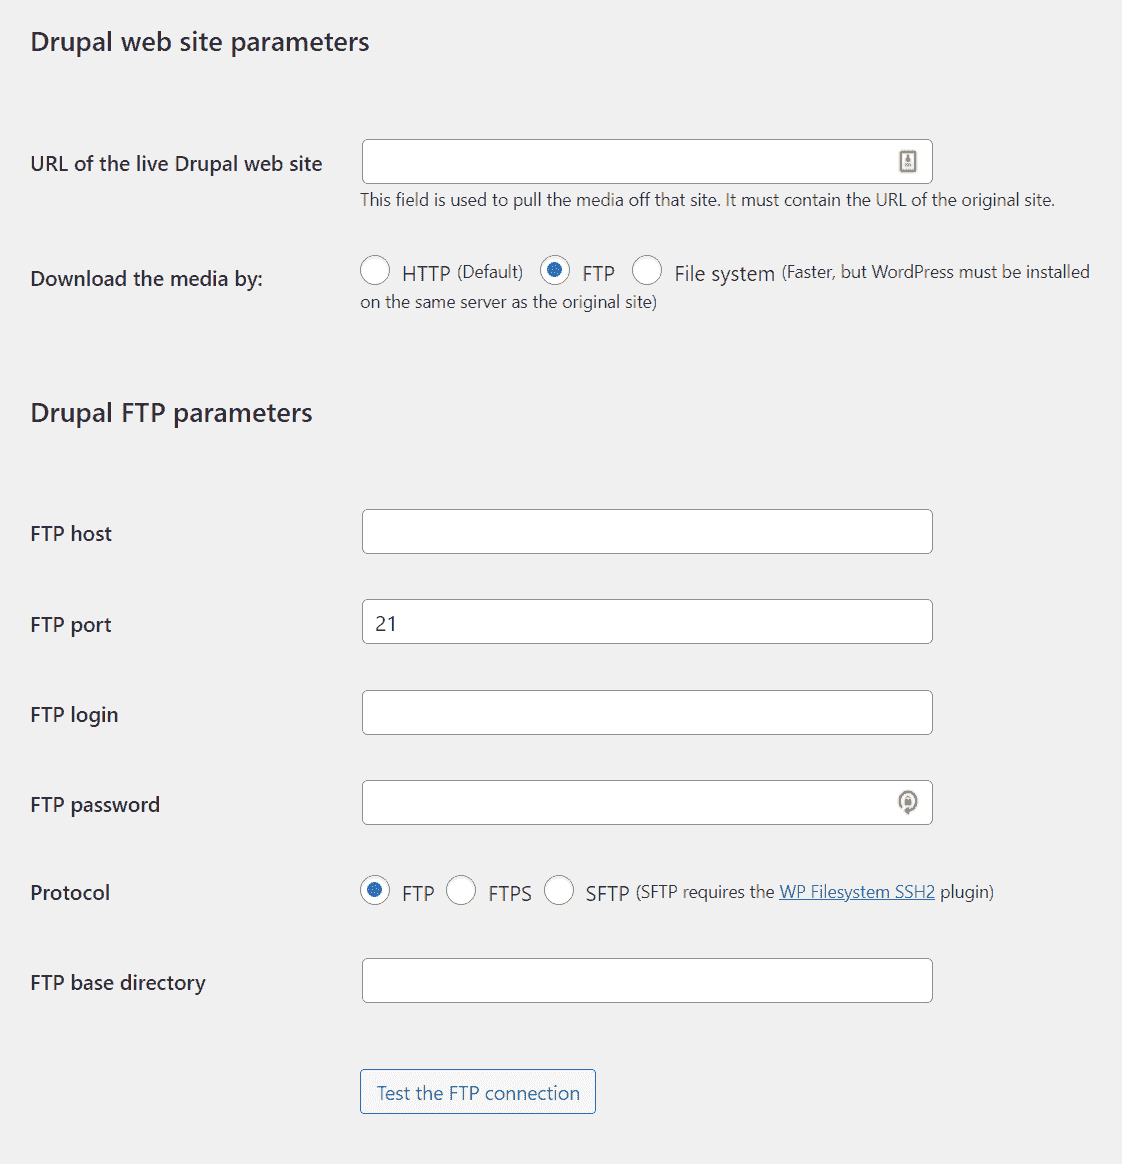 Drupal web site parameters
URL of the live Drupal web site
This field is used to pull the media off that site. It must contain the URL of the original site.
Download the media by:
HTTP (Default) FTP File system (Faster, but WordPress must be installed
on the same server as the original site)
Drupal FTP parameters
FTP host
FTP port
21
FTP login
FTP password
Protocol
FTP FTPS SFTP (SFTP requires the WP Filesystem SSH2 plugin)
FTP base directory
Test the FTP connection